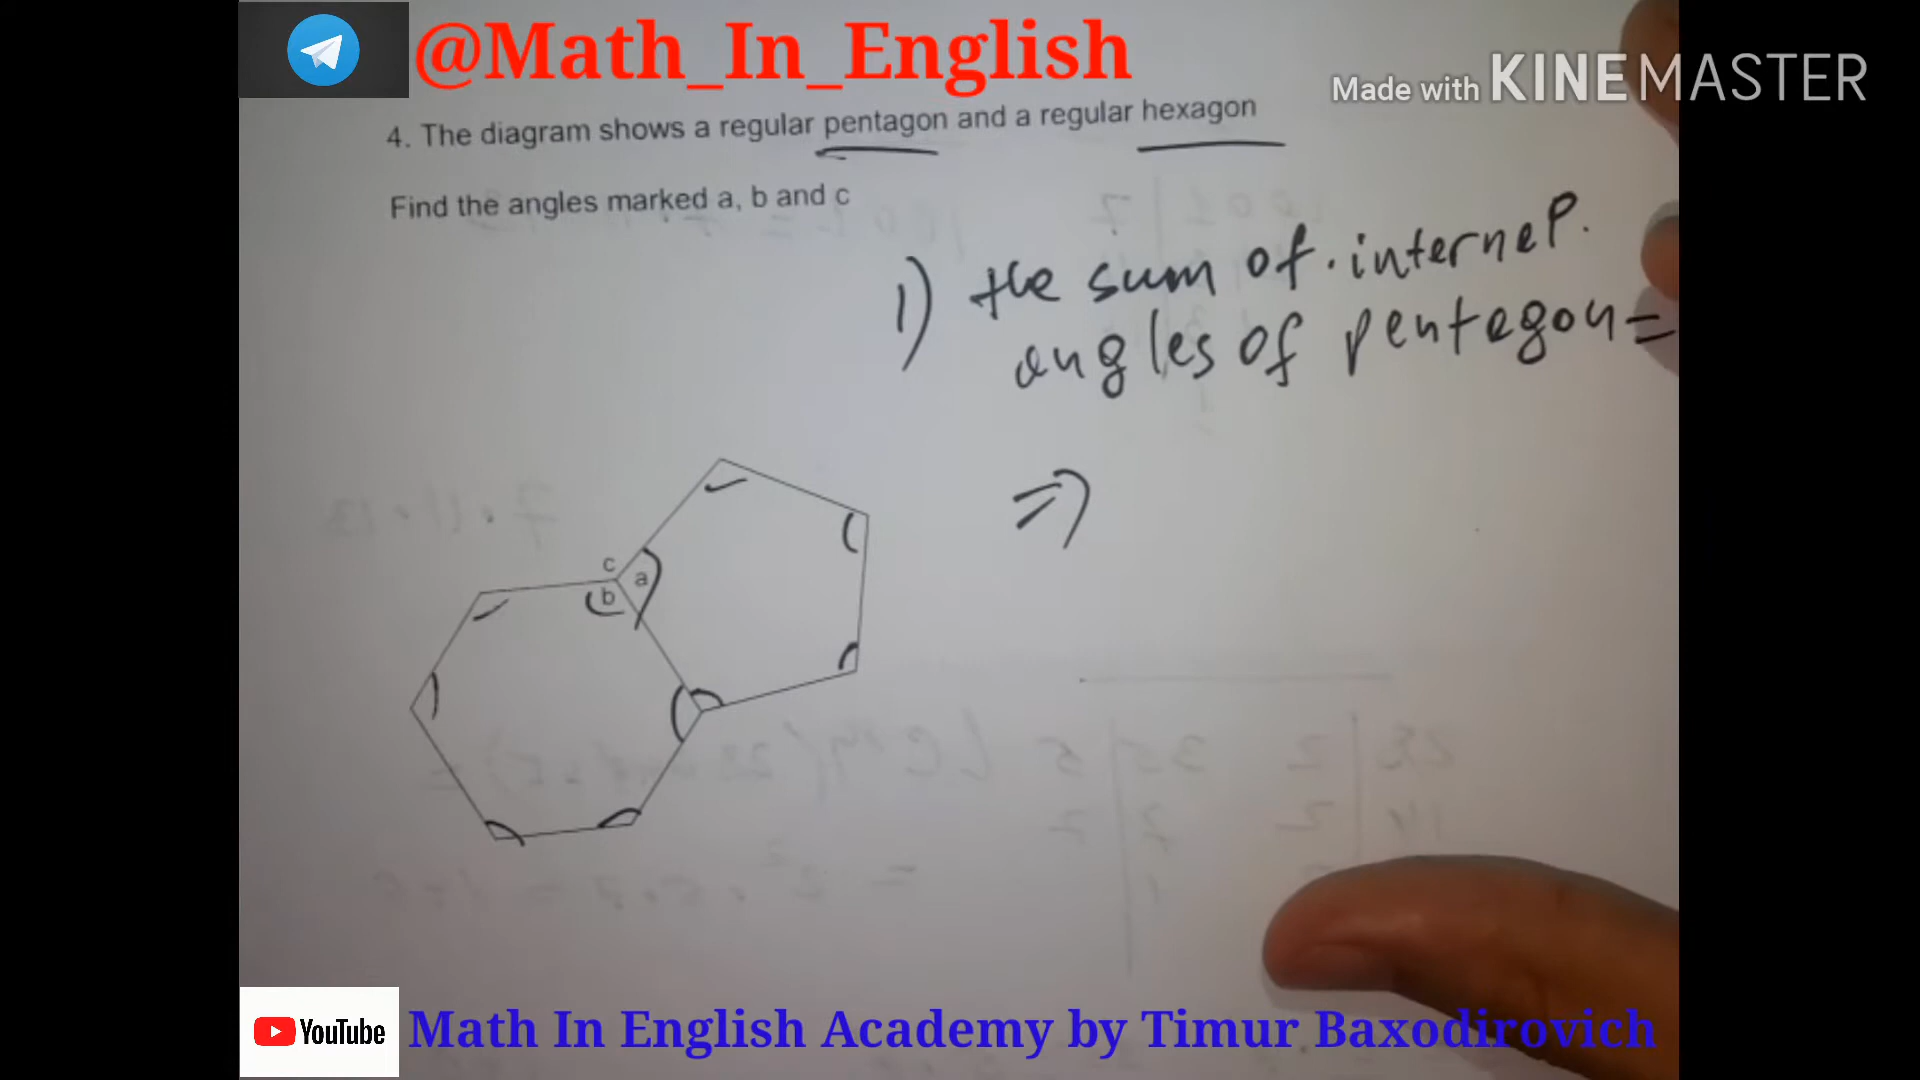 @Math_In_English
Made with KINEMASTER
4. The diagram shows a regular pentagon and a regular hexagon
Find the angles marked a, b and c
1) the sum of internel.
angles of pentegon=
⇒
c
a
b
YouTube
Math In English Academy by Timur Baxodirovich